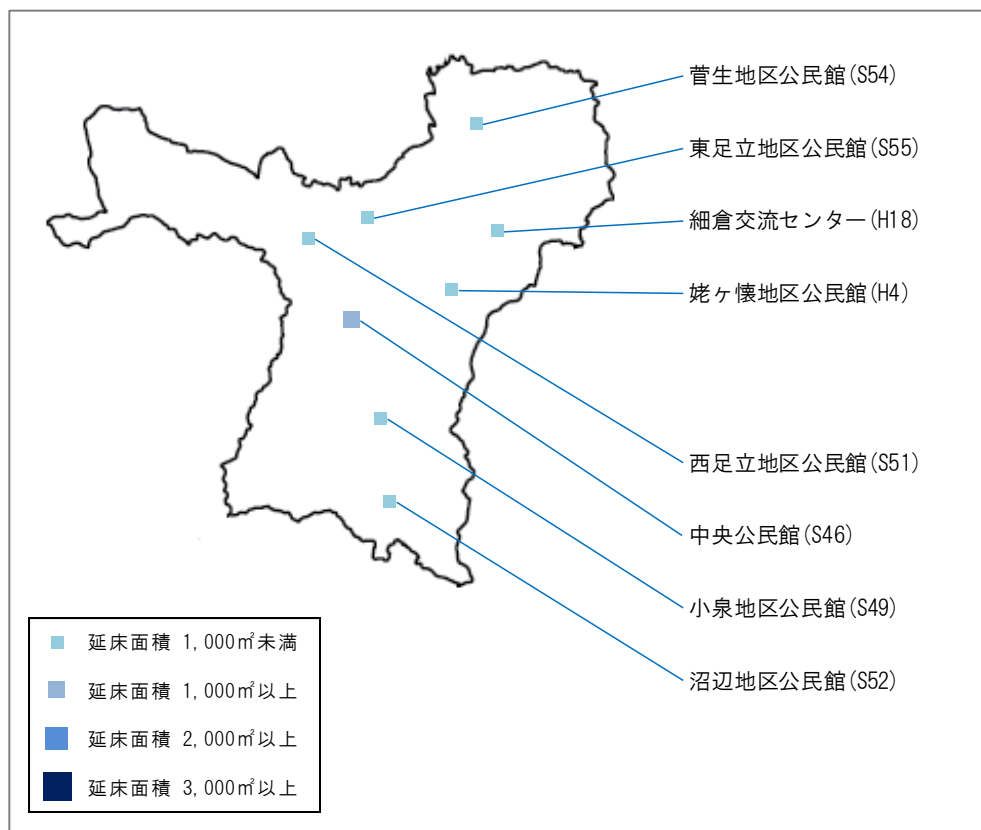 菅生地区公民館(S54)
東足立地区公民館(S55)
細倉交流センター(H18)
姥ヶ懐地区公民館(H4)
西足立地区公民館(S51)
中央公民館(S46)
小泉地区公民館(S49)
沼辺地区公民館(S52)
延床面積 1,000㎡未満
延床面積 1,000㎡以上
延床面積 2,000㎡以上
延床面積 3,000㎡以上